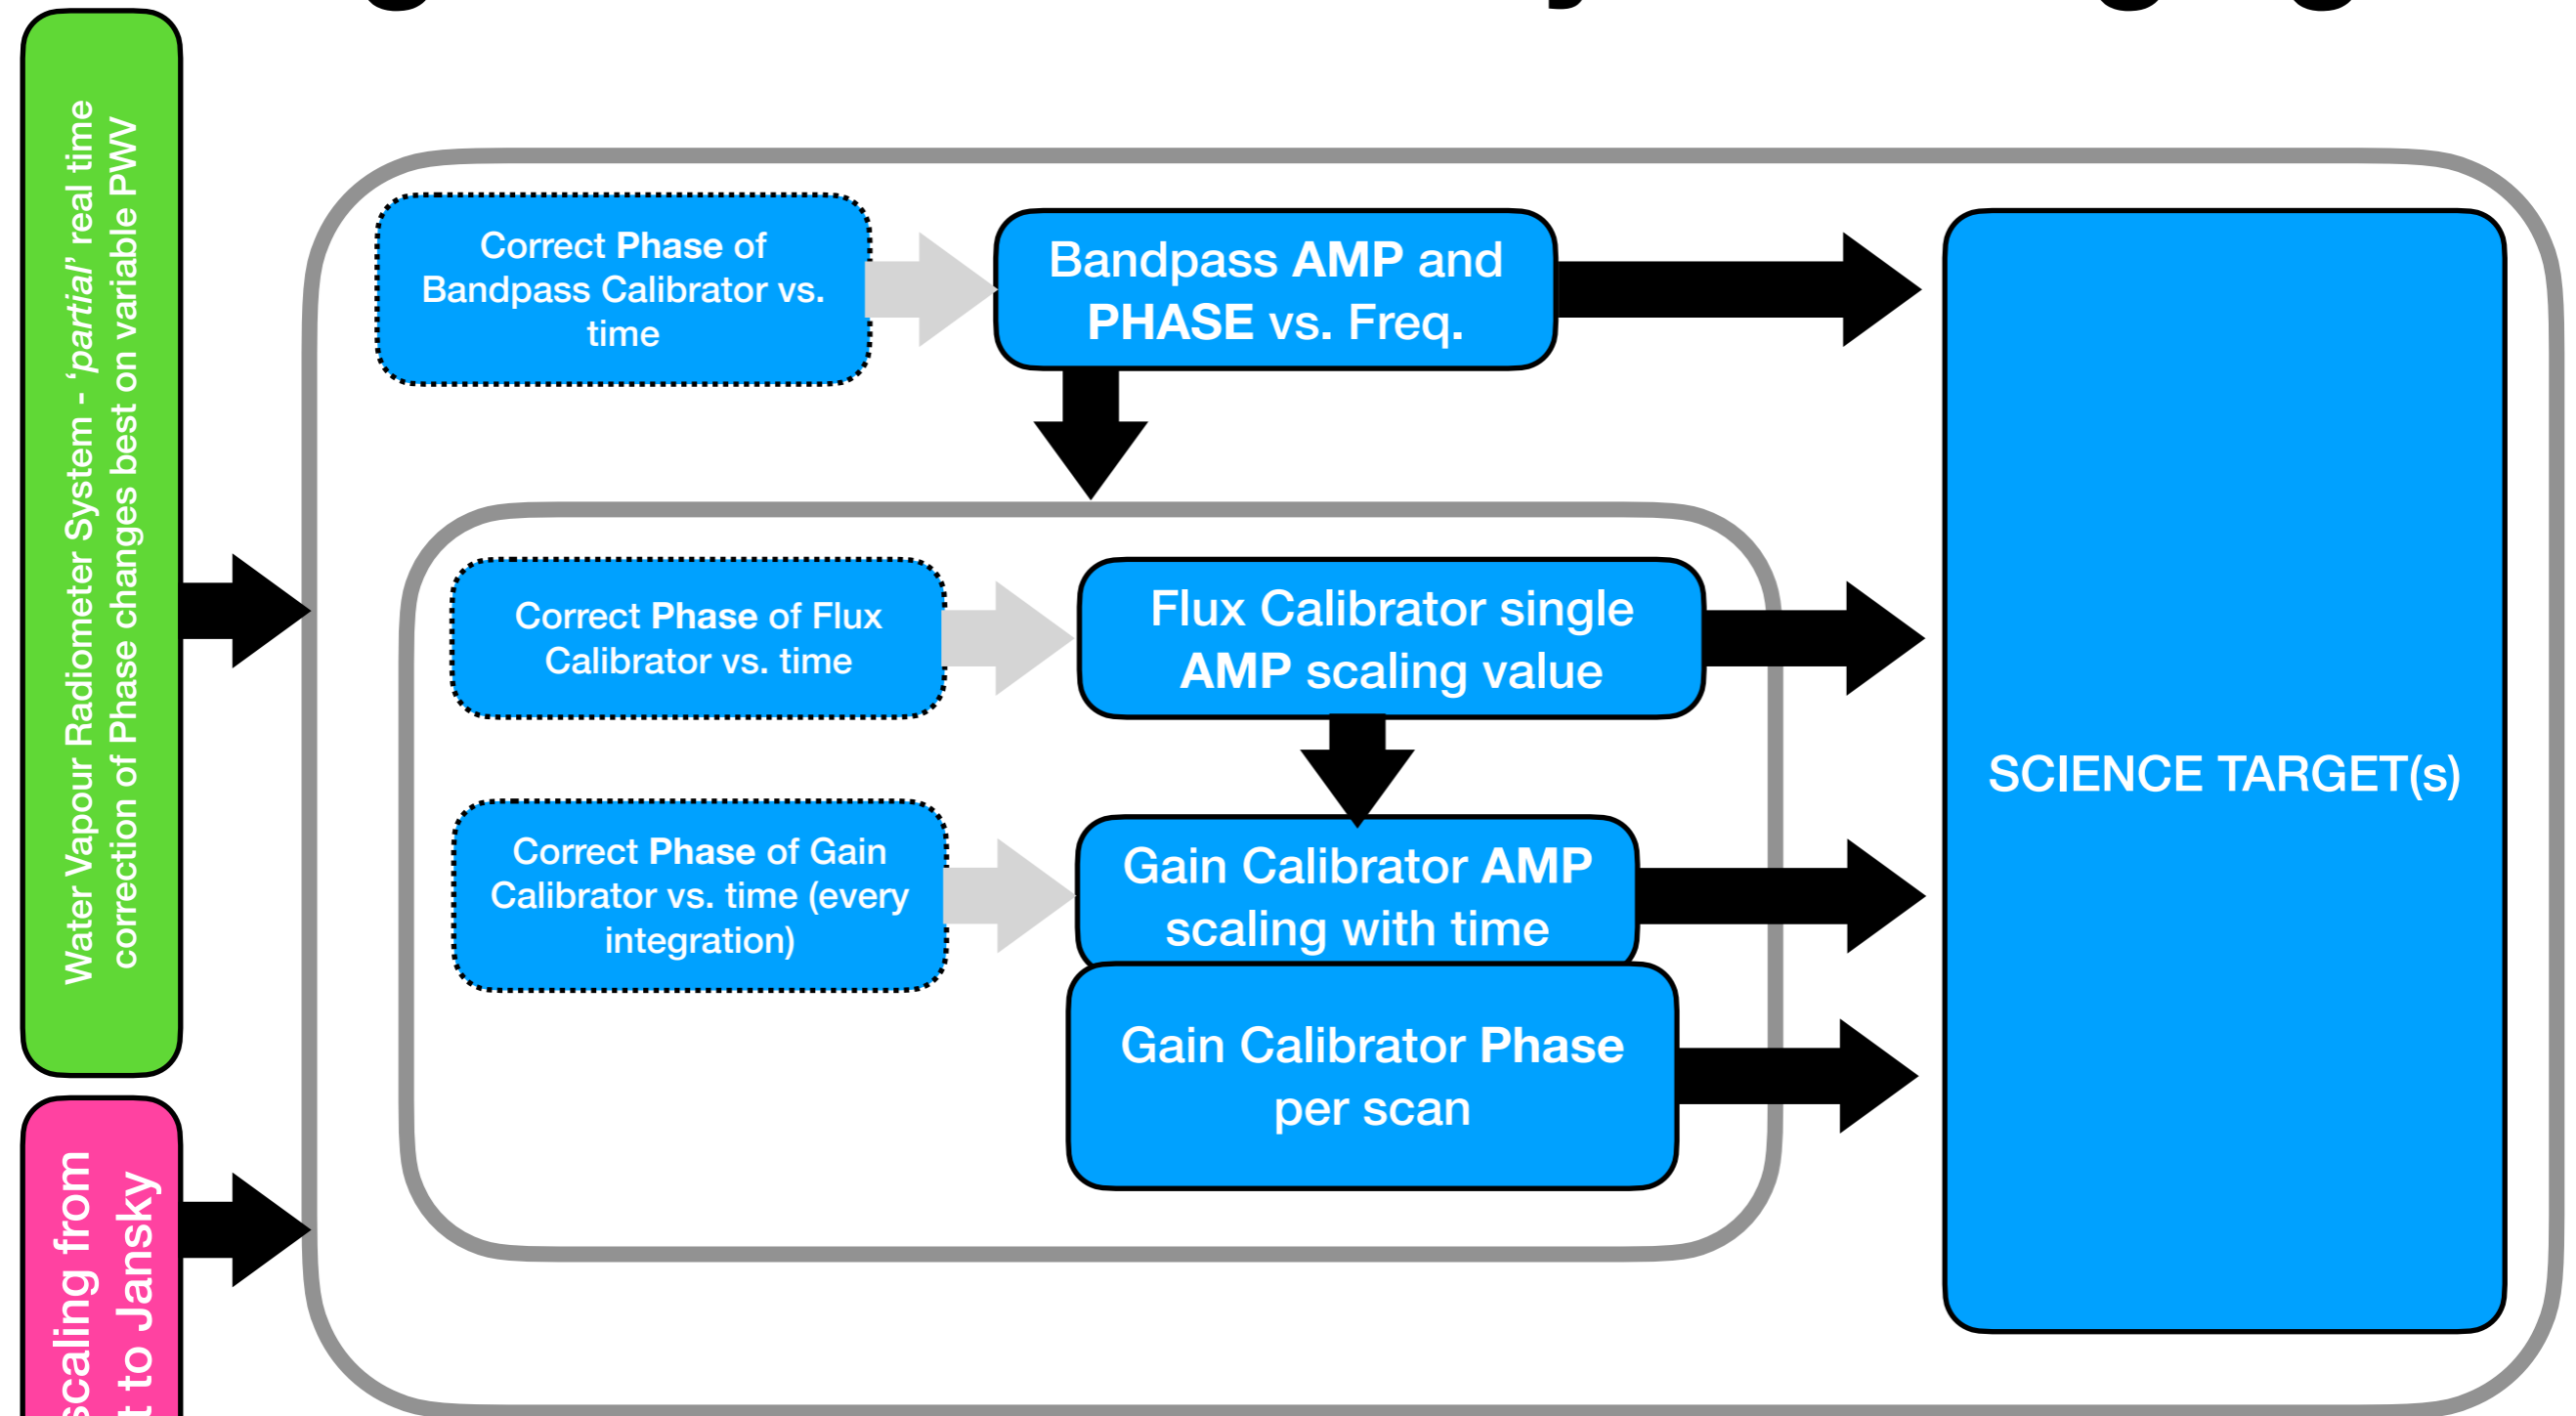 Water Vapour Radiometer System - ‘partial’ real time
correction of Phase changes best on variable PWV
scaling from
to Jansky
Correct Phase of
Bandpass Calibrator vs.
time
Bandpass AMP and
PHASE vs. Freq.
Correct Phase of Flux
Calibrator vs. time
Flux Calibrator single
AMP scaling value
Correct Phase of Gain
Calibrator vs. time (every
integration)
Gain Calibrator AMP
scaling with time
Gain Calibrator Phase
per scan
SCIENCE TARGET(s)